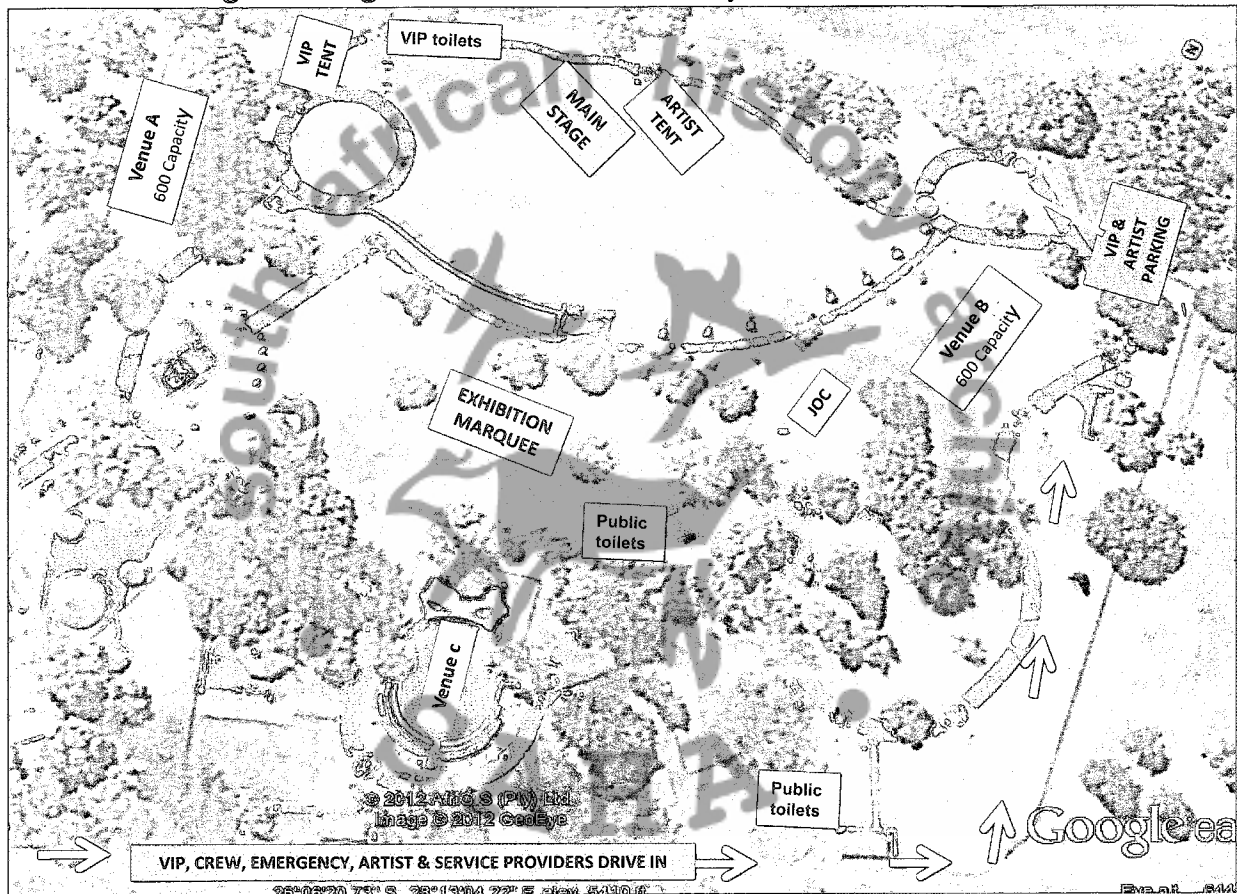 VIP toilets
VIP
TENT
MAIN
STAGE
ARTIST
TENT
N
Venue A
600 Capacity
VIP &
ARTIST
PARKING
Venue B
600 Capacity
JOC
EXHIBITION
MARQUEE
Public
toilets
Venue c
Public
toilets
south african history archive
SAHA
© 2012 AfriGIS (Pty) Ltd.
Image © 2012 GeoEye
Google ea
VIP, CREW, EMERGENCY, ARTIST & SERVICE PROVIDERS DRIVE IN